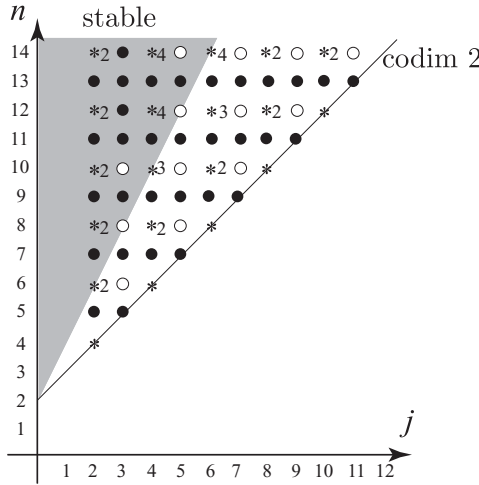 n
stable
14 *2 *4 *4 *2 *2
codim 2
13
12 *2 *4 *3 *2 *
11
10 *2 *3 *2 *
9
8 *2 *2 *
7
6 *2 *
5
4 *
3
2
1
j
1 2 3 4 5 6 7 8 9 10 11 12